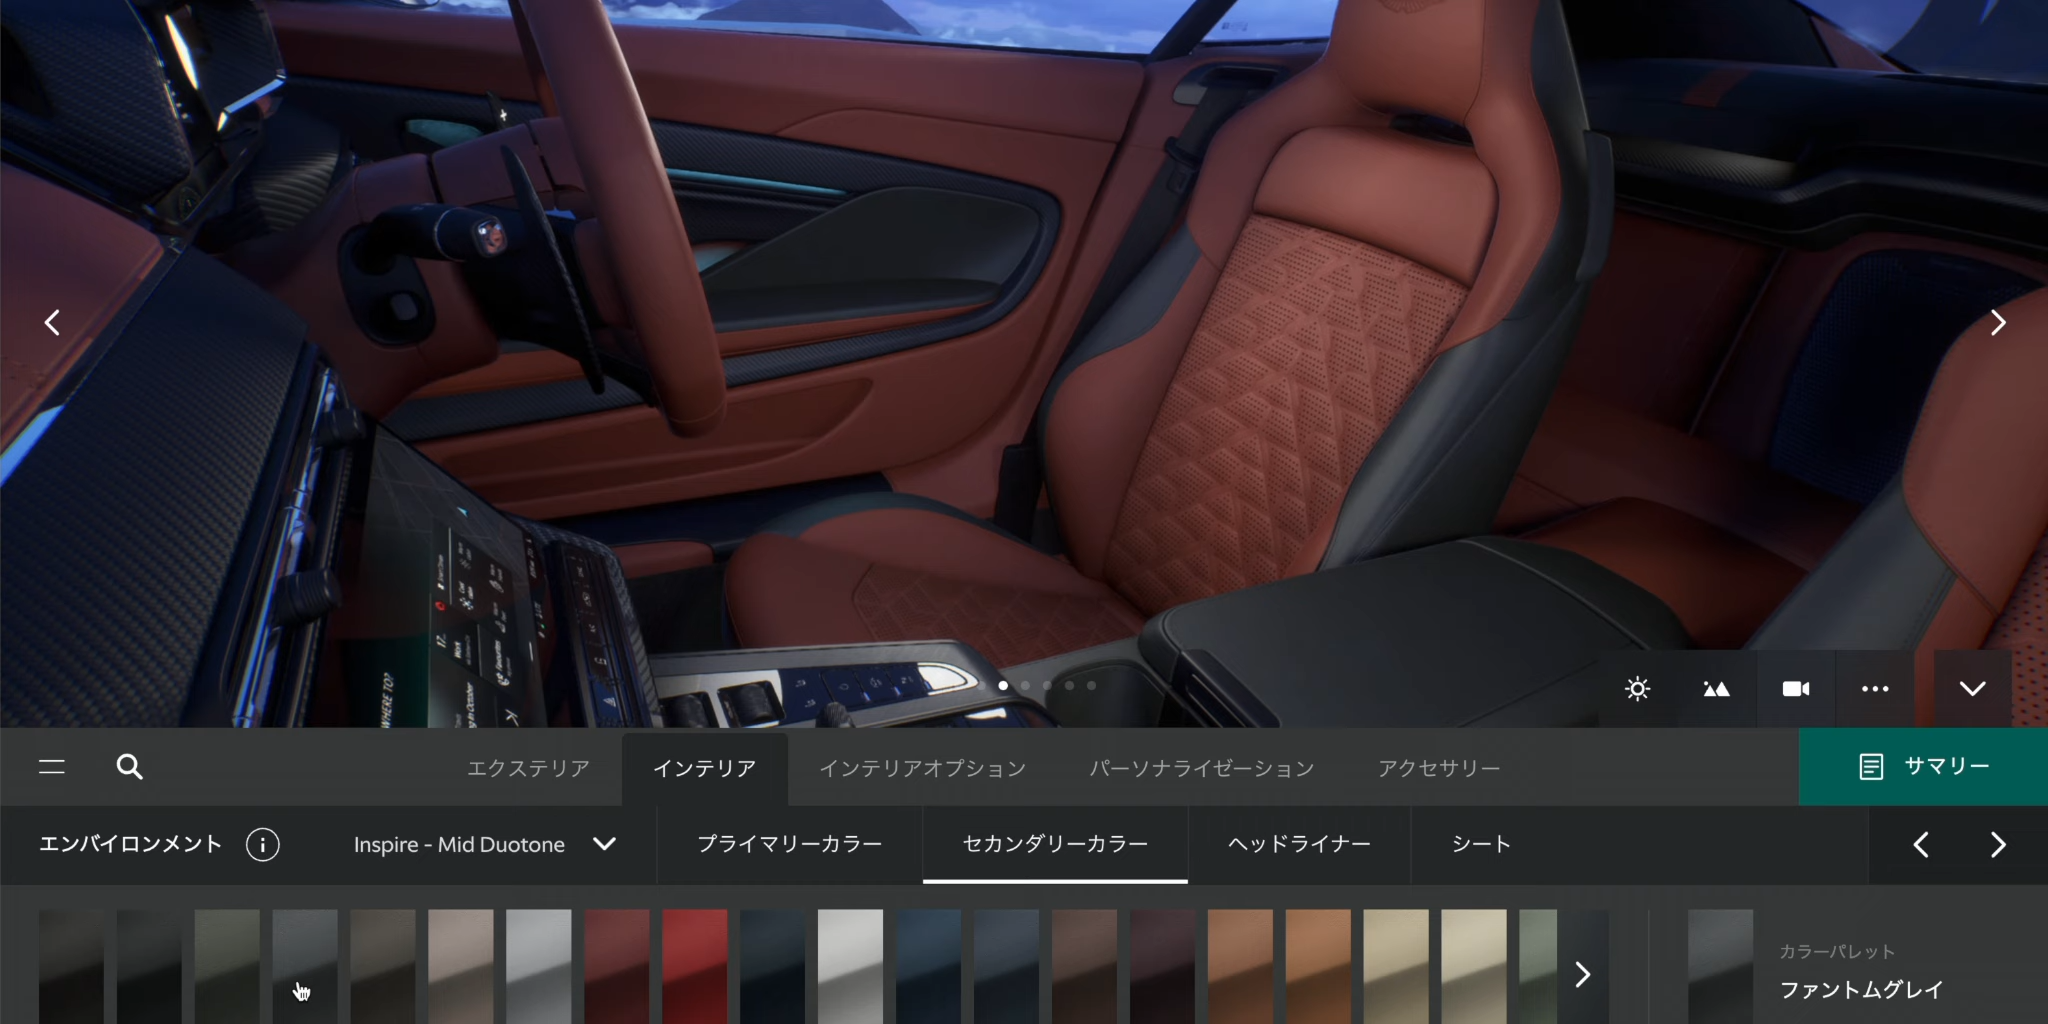 WHERE TO?
エクステリア
インテリア
インテリアオプション
パーソナライゼーション
アクセサリー
サマリー
エンバイロンメント
Inspire - Mid Duotone
プライマリーカラー
セカンダリーカラー
ヘッドライナー
シート
カラーパレット
ファントムグレイ